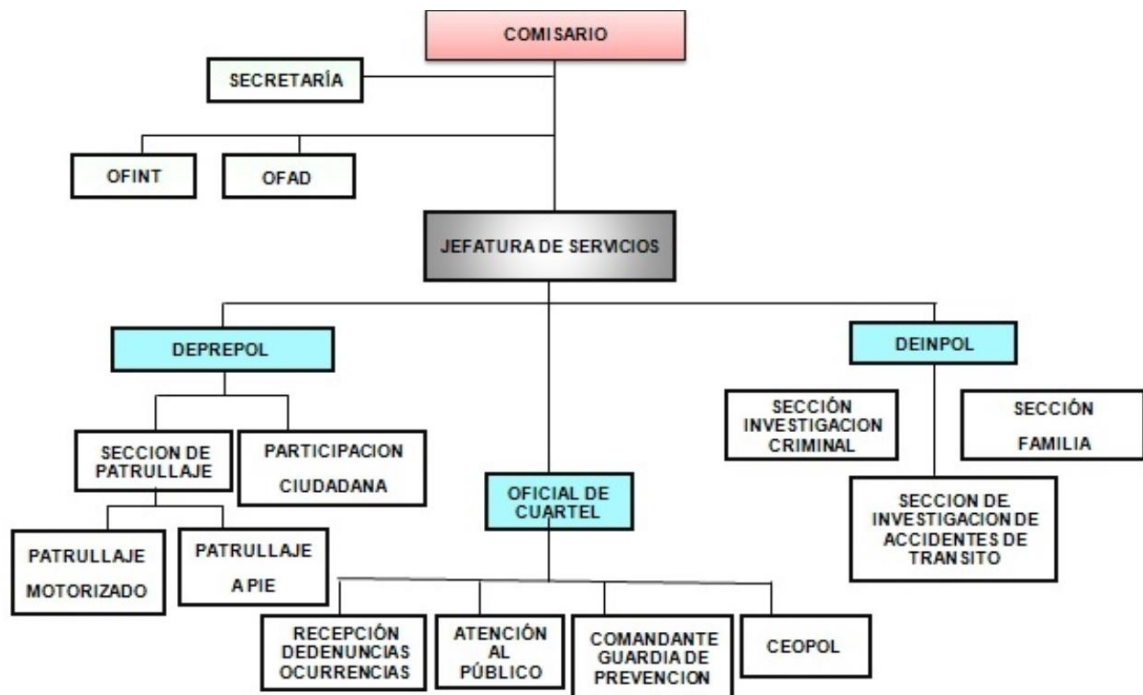 COMISARIO
SECRETARÍA
OFINT
OFAD
JEFATURA DE SERVICIOS
DEPREPOL
DEINPOL
SECCION DE
PATRULLAJE
PARTICIPACION
CIUDADANA
PATRULLAJE
MOTORIZADO
PATRULLAJE
A PIE
OFICIAL DE
CUARTEL
RECEPCIÓN
DEDENUNCIAS
OCURRENCIAS
ATENCIÓN
AL
PÚBLICO
COMANDANTE
GUARDIA DE
PREVENCION
CEOPOL
SECCIÓN
INVESTIGACION
CRIMINAL
SECCIÓN
FAMILIA
SECCION DE
INVESTIGACION DE
ACCIDENTES DE
TRANSITO